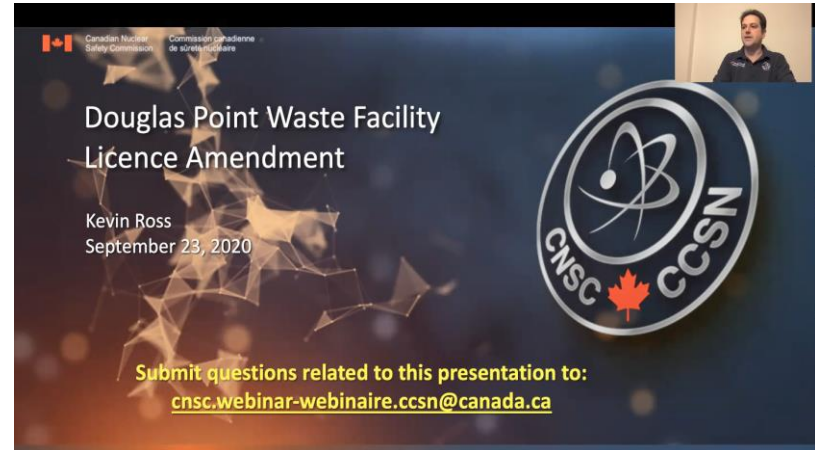 Canadian Nuclear Safety Commission
Commission canadienne de sûreté nucléaire
Douglas Point Waste Facility
Licence Amendment
Kevin Ross
September 23, 2020
CNSC CCSN
Submit questions related to this presentation to:
cnsc.webinar-webinaire.ccsn@canada.ca